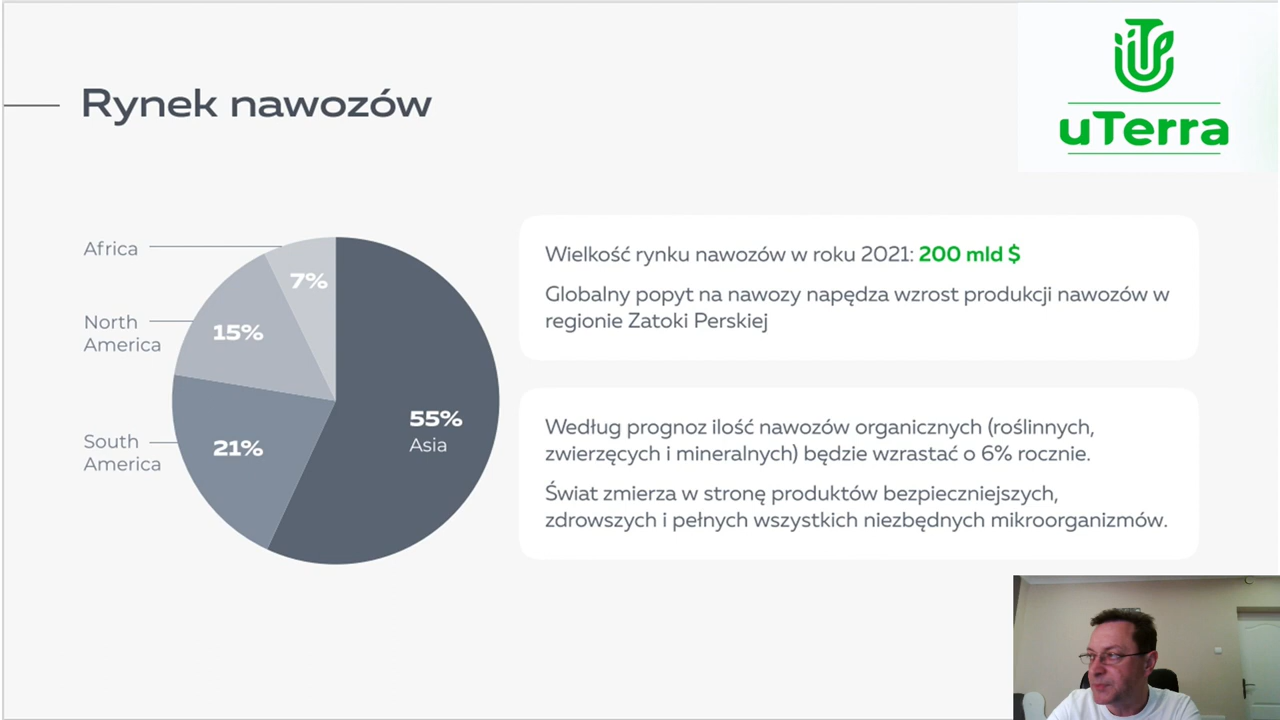 Rynek nawozów
uTerra
Africa
7%
North
America
15%
South
America
21%
55%
Asia
Wielkość rynku nawozów w roku 2021: 200 mld $
Globalny popyt na nawozy napędza wzrost produkcji nawozów w
regionie Zatoki Perskiej
Według prognoz ilość nawozów organicznych (roślinnych,
zwierzęcych i mineralnych) będzie wzrastać o 6% rocznie.
Świat zmierza w stronę produktów bezpieczniejszych,
zdrowszych i pełnych wszystkich niezbędnych mikroorganizmów.